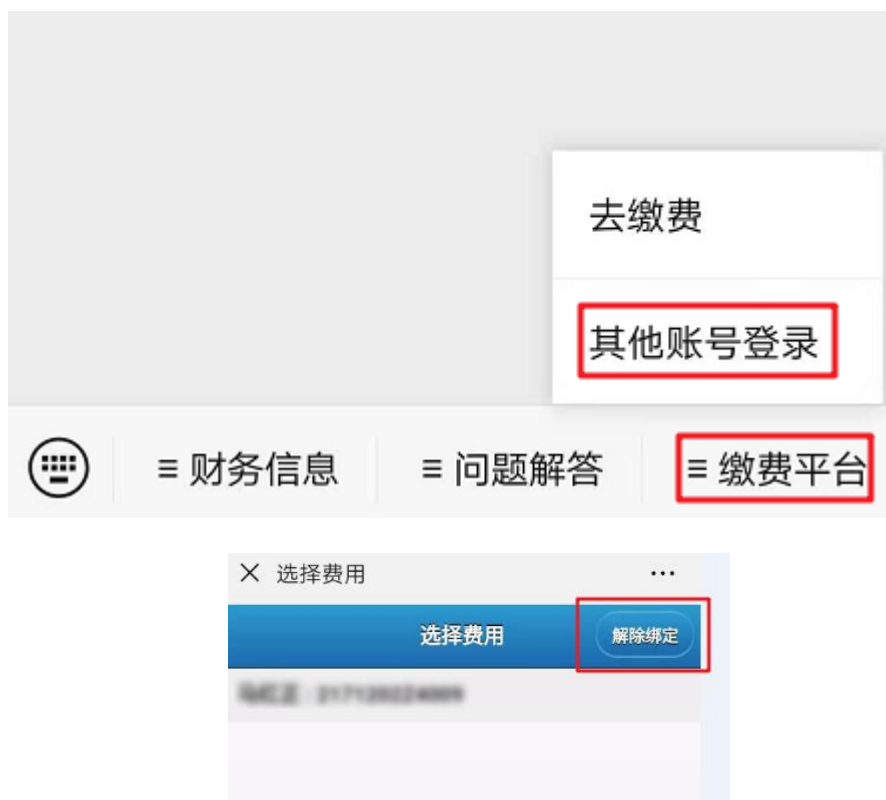 去缴费
其他账号登录
≡ 财务信息 ≡ 问题解答 ≡ 缴费平台
× 选择费用 ...
选择费用 解除绑定